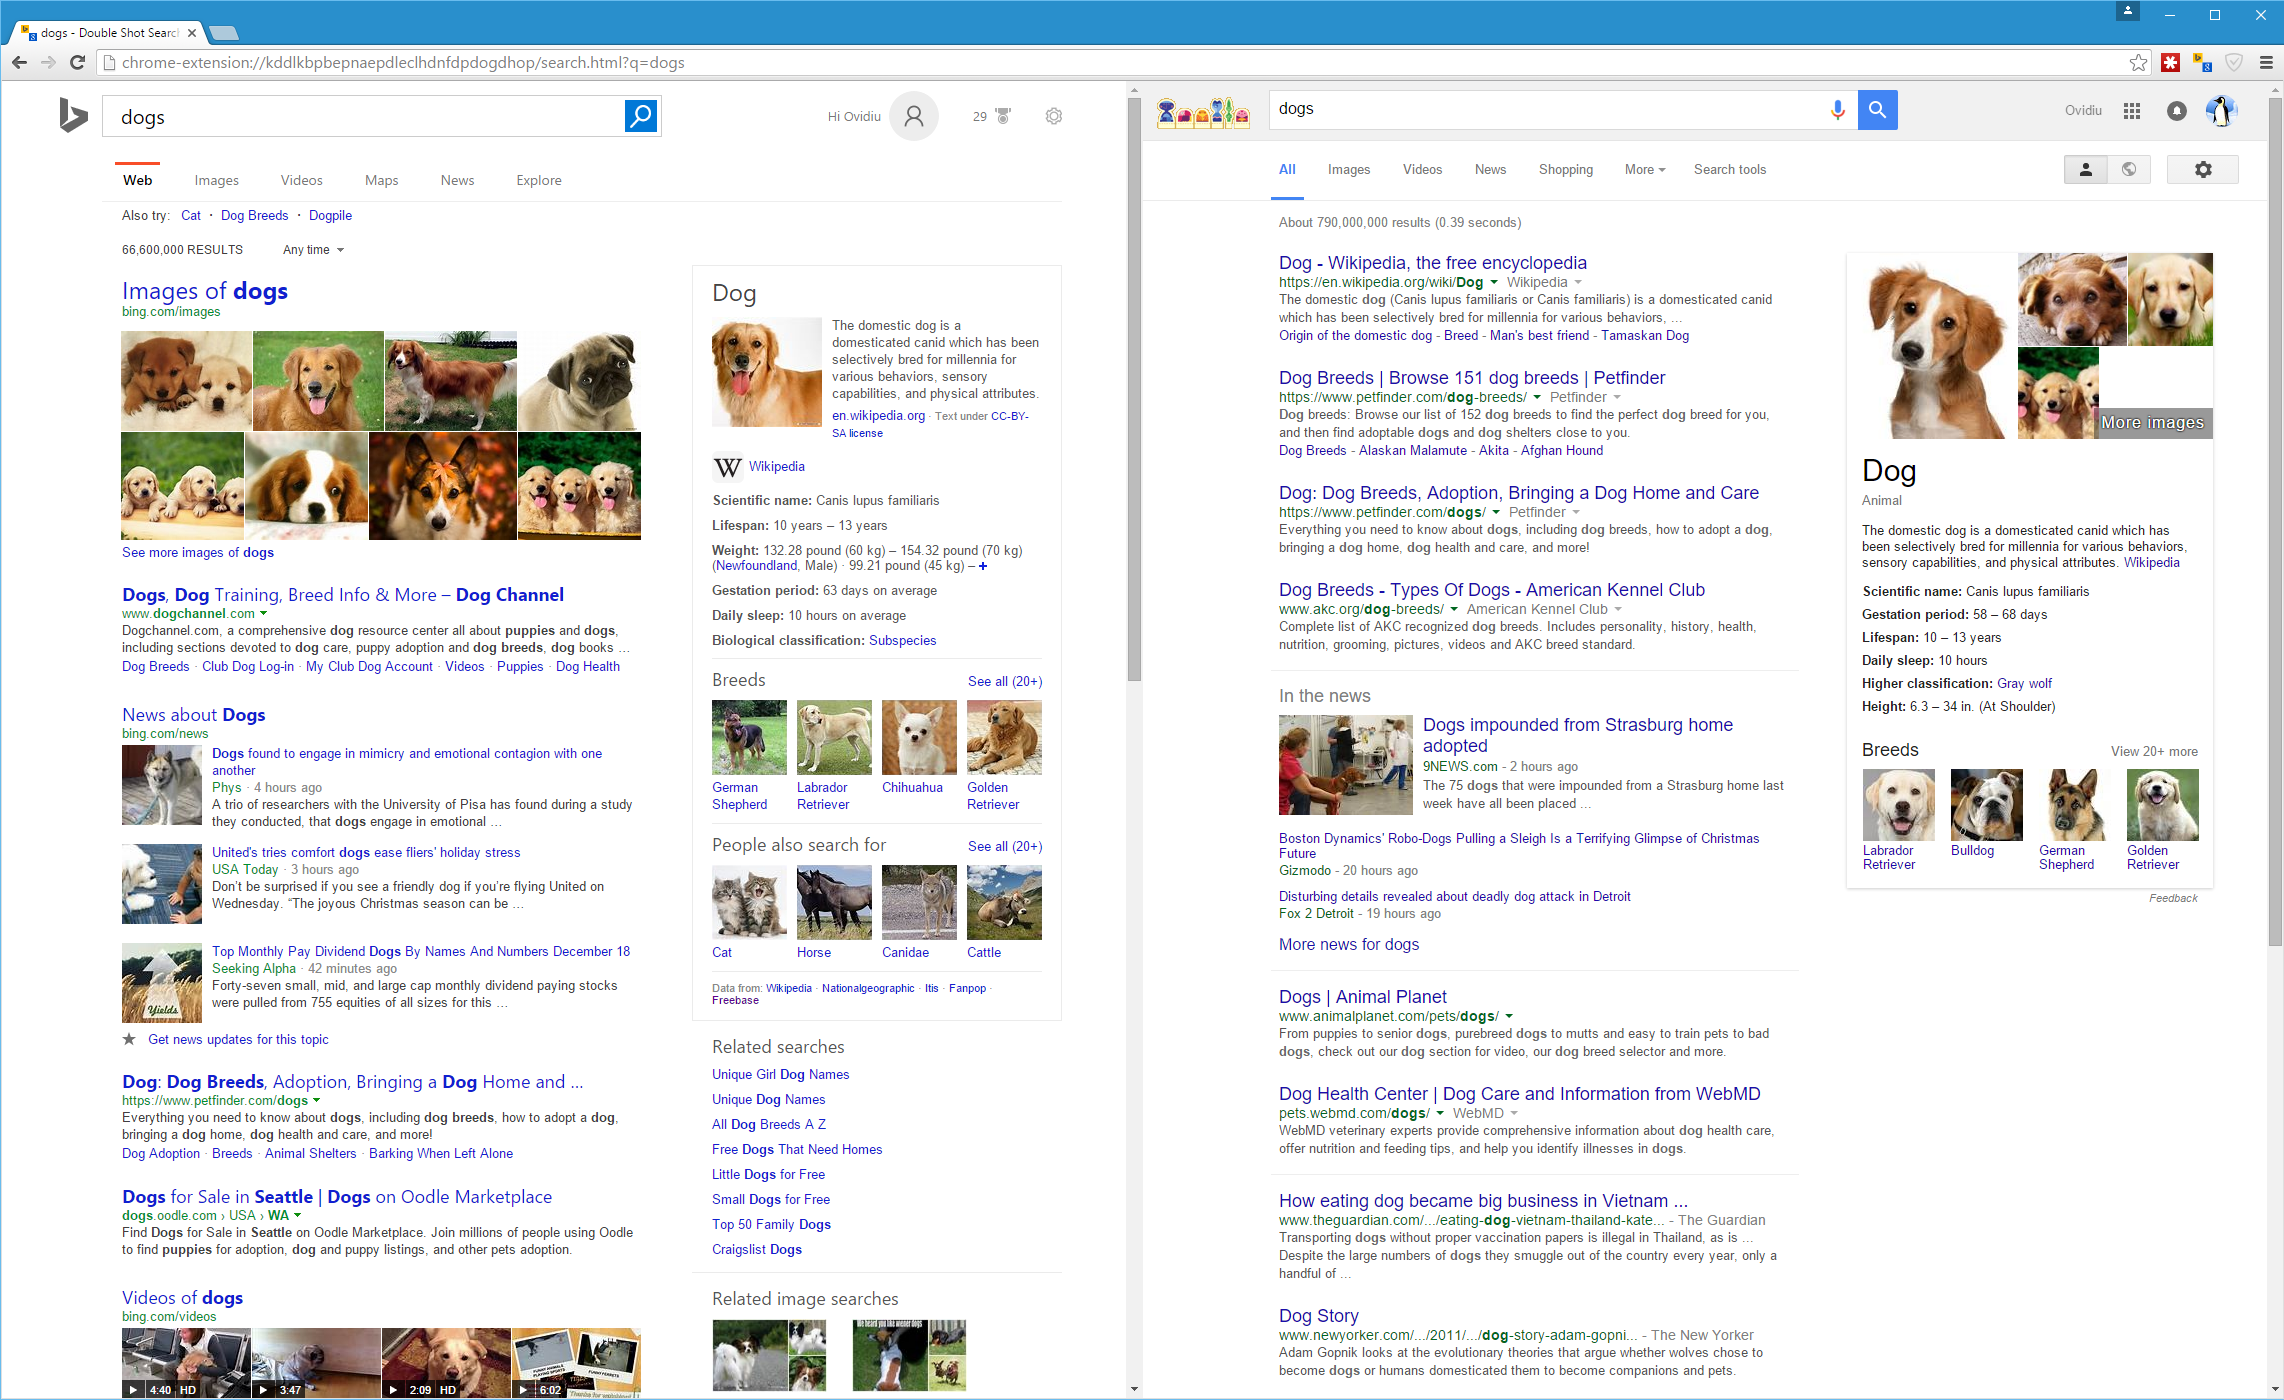 dogs - Double Shot Searc
chrome-extension://kddlkbpbepnaepdleclhdnfdpdogdhop/search.html?q=dogs
dogs
Hi Ovidiu
29
Web
Images
Videos
Maps
News
Explore
Also try: Cat · Dog Breeds · Dogpile
66,600,000 RESULTS
Any time
Images of dogs
bing.com/images
See more images of dogs
Dogs, Dog Training, Breed Info & More – Dog Channel
www.dogchannel.com
Dogchannel.com, a comprehensive dog resource center all about puppies and dogs,
including sections devoted to dog care, puppy adoption and dog breeds, dog books ...
Dog Breeds · Club Dog Log-in · My Club Dog Account · Videos · Puppies · Dog Health
News about Dogs
bing.com/news
Dogs found to engage in mimicry and emotional contagion with one
another
Phys · 4 hours ago
A trio of researchers with the University of Pisa has found during a study
they conducted, that dogs engage in emotional ...
United's tries comfort dogs ease fliers' holiday stress
USA Today · 3 hours ago
Don't be surprised if you see a friendly dog if you're flying United on
Wednesday. “The joyous Christmas season can be ...
Yields
Top Monthly Pay Dividend Dogs By Names And Numbers December 18
Seeking Alpha · 42 minutes ago
Forty-seven small, mid, and large cap monthly dividend paying stocks
were pulled from 755 equities of all sizes for this ...
Get news updates for this topic
Dog: Dog Breeds, Adoption, Bringing a Dog Home and ...
https://www.petfinder.com/dogs
Everything you need to know about dogs, including dog breeds, how to adopt a dog,
bringing a dog home, dog health and care, and more!
Dog Adoption · Breeds · Animal Shelters · Barking When Left Alone
Dogs for Sale in Seattle | Dogs on Oodle Marketplace
dogs.oodle.com › USA › WA
Find Dogs for Sale in Seattle on Oodle Marketplace. Join millions of people using Oodle
to find puppies for adoption, dog and puppy listings, and other pets adoption.
Videos of dogs
bing.com/videos
4:40 HD
3:47
2:09 HD
6:02
Dog
The domestic dog is a
domesticated canid which has been
selectively bred for millennia for
various behaviors, sensory
capabilities, and physical attributes.
en.wikipedia.org · Text under CC-BY-
SA license
W Wikipedia
Scientific name: Canis lupus familiaris
Lifespan: 10 years – 13 years
Weight: 132.28 pound (60 kg) – 154.32 pound (70 kg)
(Newfoundland, Male) · 99.21 pound (45 kg) – +
Gestation period: 63 days on average
Daily sleep: 10 hours on average
Biological classification: Subspecies
Breeds
See all (20+)
German
Shepherd
Labrador
Retriever
Chihuahua
Golden
Retriever
People also search for
See all (20+)
Cat
Horse
Canidae
Cattle
Data from: Wikipedia · Nationalgeographic · Itis · Fanpop ·
Freebase
Related searches
Unique Girl Dog Names
Unique Dog Names
All Dog Breeds A Z
Free Dogs That Need Homes
Little Dogs for Free
Small Dogs for Free
Top 50 Family Dogs
Craigslist Dogs
Related image searches
We heard you like wiener dogs
dogs
Ovidiu
All
Images
Videos
News
Shopping
More
Search tools
About 790,000,000 results (0.39 seconds)
Dog - Wikipedia, the free encyclopedia
https://en.wikipedia.org/wiki/Dog Wikipedia
The domestic dog (Canis lupus familiaris or Canis familiaris) is a domesticated canid
which has been selectively bred for millennia for various behaviors, ...
Origin of the domestic dog - Breed - Man's best friend - Tamaskan Dog
Dog Breeds | Browse 151 dog breeds | Petfinder
https://www.petfinder.com/dog-breeds/ Petfinder
Dog breeds: Browse our list of 152 dog breeds to find the perfect dog breed for you,
and then find adoptable dogs and dog shelters close to you.
Dog Breeds - Alaskan Malamute - Akita - Afghan Hound
Dog: Dog Breeds, Adoption, Bringing a Dog Home and Care
https://www.petfinder.com/dogs/ Petfinder
Everything you need to know about dogs, including dog breeds, how to adopt a dog,
bringing a dog home, dog health and care, and more!
Dog Breeds - Types Of Dogs - American Kennel Club
www.akc.org/dog-breeds/ American Kennel Club
Complete list of AKC recognized dog breeds. Includes personality, history, health,
nutrition, grooming, pictures, videos and AKC breed standard.
In the news
Dogs impounded from Strasburg home
adopted
9NEWS.com - 2 hours ago
The 75 dogs that were impounded from a Strasburg home last
week have all been placed ...
Boston Dynamics' Robo-Dogs Pulling a Sleigh Is a Terrifying Glimpse of Christmas
Future
Gizmodo - 20 hours ago
Disturbing details revealed about deadly dog attack in Detroit
Fox 2 Detroit - 19 hours ago
More news for dogs
Dogs | Animal Planet
www.animalplanet.com/pets/dogs/
From puppies to senior dogs, purebreed dogs to mutts and easy to train pets to bad
dogs, check out our dog section for video, our dog breed selector and more.
Dog Health Center | Dog Care and Information from WebMD
pets.webmd.com/dogs/ WebMD
WebMD veterinary experts provide comprehensive information about dog health care,
offer nutrition and feeding tips, and help you identify illnesses in dogs.
How eating dog became big business in Vietnam ...
www.theguardian.com/.../eating-dog-vietnam-thailand-kate... - The Guardian
Transporting dogs without proper vaccination papers is illegal in Thailand, as is ...
Despite the large numbers of dogs they smuggle out of the country every year, only a
handful of ...
Dog Story
www.newyorker.com/.../2011/.../dog-story-adam-gopni... - The New Yorker
Adam Gopnik looks at the evolutionary theories that argue whether wolves chose to
become dogs or humans domesticated them to become companions and pets.
More images
Dog
Animal
The domestic dog is a domesticated canid which has
been selectively bred for millennia for various behaviors,
sensory capabilities, and physical attributes. Wikipedia
Scientific name: Canis lupus familiaris
Gestation period: 58 – 68 days
Lifespan: 10 – 13 years
Daily sleep: 10 hours
Higher classification: Gray wolf
Height: 6.3 – 34 in. (At Shoulder)
Breeds
View 20+ more
Labrador
Retriever
Bulldog
German
Shepherd
Golden
Retriever
Feedback